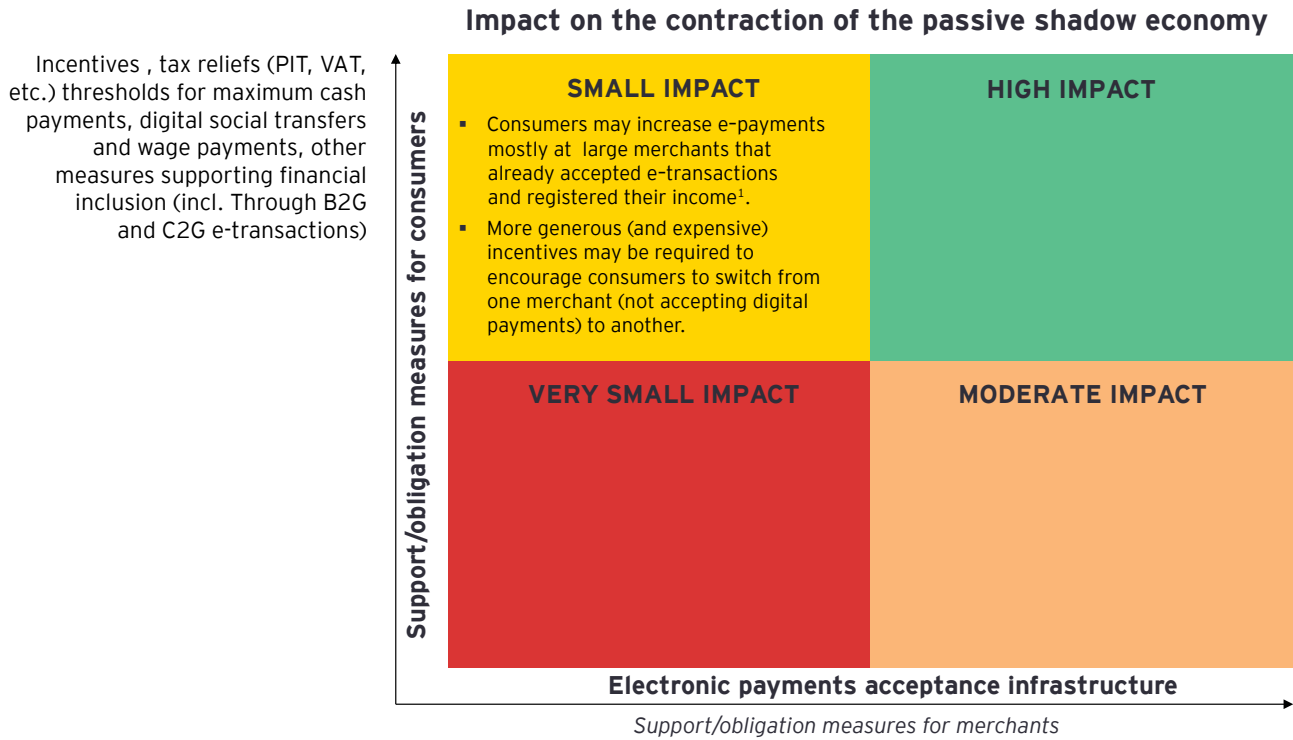 Impact on the contraction of the passive shadow economy
Incentives , tax reliefs (PIT, VAT,
etc.) thresholds for maximum cash
payments, digital social transfers
and wage payments, other
measures supporting financial
inclusion (incl. Through B2G
and C2G e-transactions)
Support/obligation measures for consumers
SMALL IMPACT
▪ Consumers may increase e-payments
mostly at large merchants that
already accepted e-transactions
and registered their income¹.
▪ More generous (and expensive)
incentives may be required to
encourage consumers to switch from
one merchant (not accepting digital
payments) to another.
HIGH IMPACT
VERY SMALL IMPACT
MODERATE IMPACT
Electronic payments acceptance infrastructure
Support/obligation measures for merchants